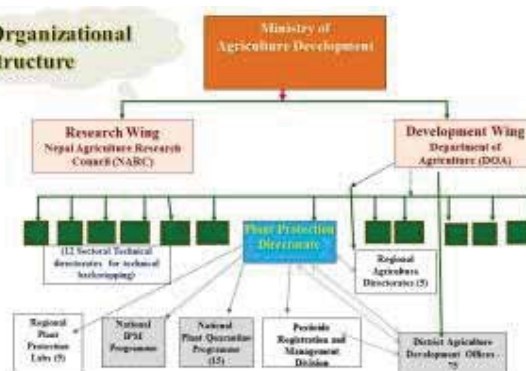 Organizational
Structure
Ministry of
Agriculture Development
Research Wing
Nepal Agriculture Research
Council (NARC)
Development Wing
Department of
Agriculture (DOA)
(12 Sectoral Technical
directorates for technical
backstopping)
Plant Protection
Directorate
Regional
Agriculture
Directorates (5)
Regional
Plant
Protection
Labs (5)
National
IPM
Programme
National
Plant Quarantine
Programme
(15)
Pesticide
Registration and
Management
Division
District Agriculture
Development Offices -
75